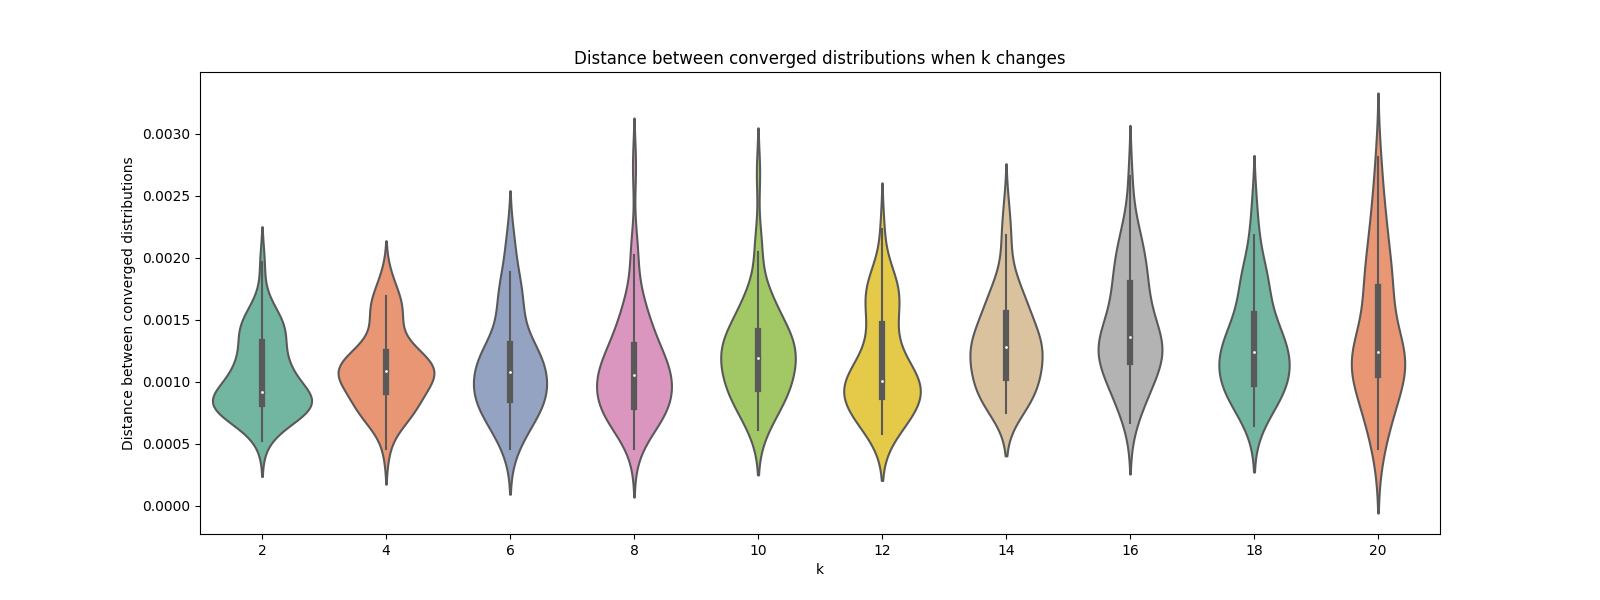 Distance between converged distributions when k changes
Distance between converged distributions
0.0030
0.0025
0.0020
0.0015
0.0010
0.0005
0.0000
2 4 6 8 10 12 14 16 18 20
k